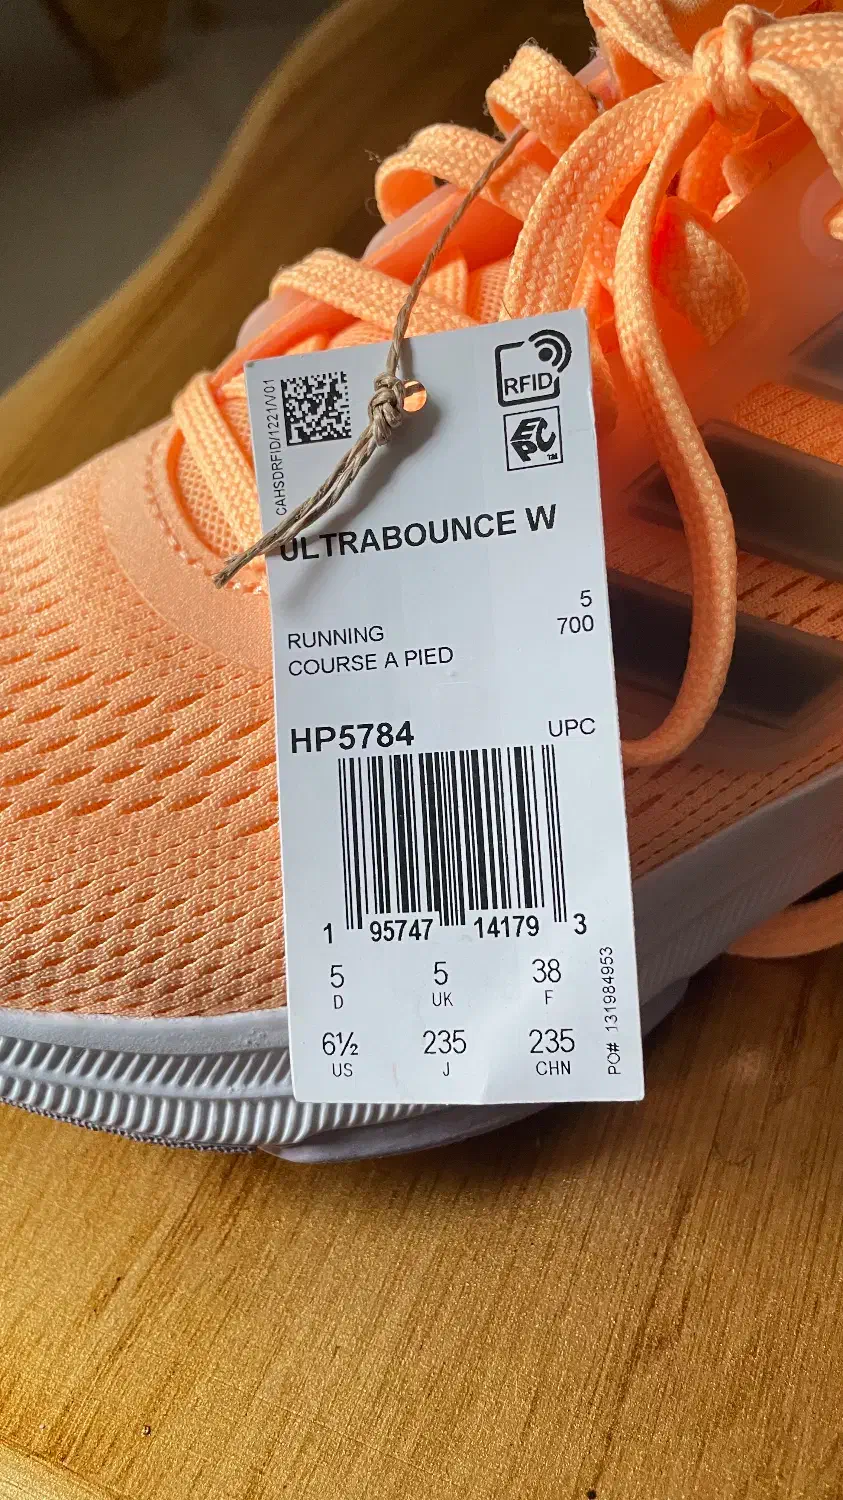 CAHSDRFID/1221/V01
RFID
EPC™
ULTRABOUNCE W
5
RUNNING 700
COURSE A PIED
HP5784 UPC
1 95747 14179 3
5 5 38
D UK F
6½ 235 235
US J CHN
PO# 131984953